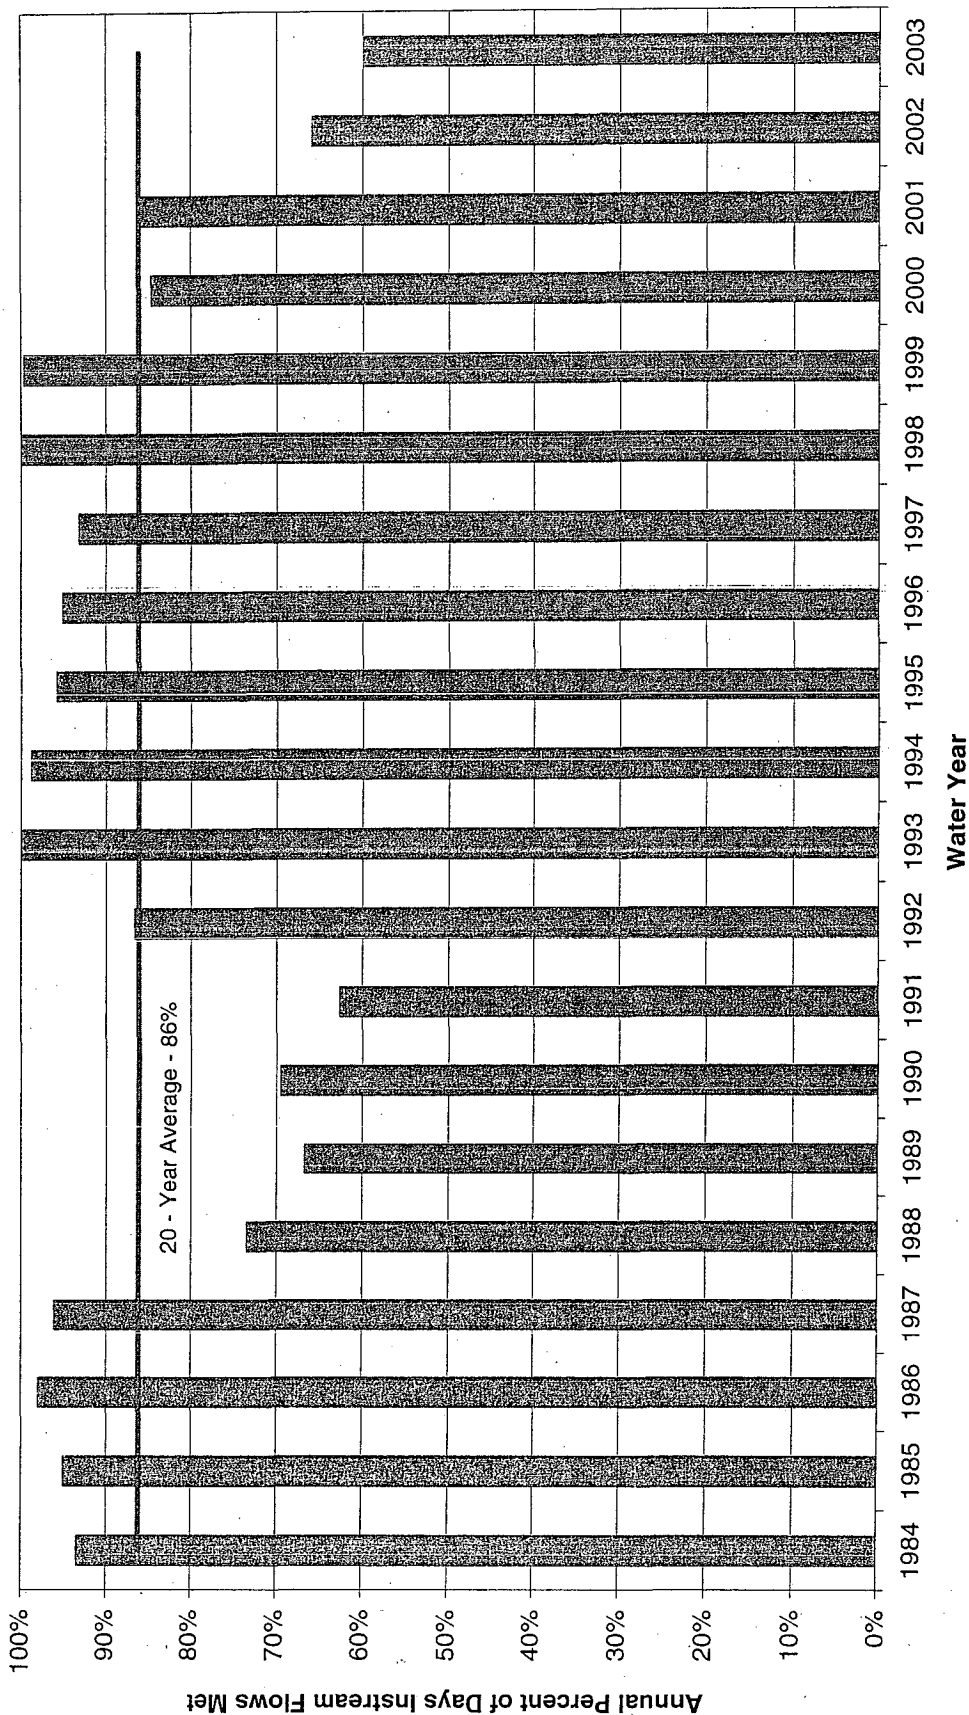 Annual Percent of Days Instream Flows Met
100%
90%
80%
70%
60%
50%
40%
30%
20%
10%
0%
20 - Year Average - 86%
1984 1985 1986 1987 1988 1989 1990 1991 1992 1993 1994 1995 1996 1997 1998 1999 2000 2001 2002 2003
Water Year